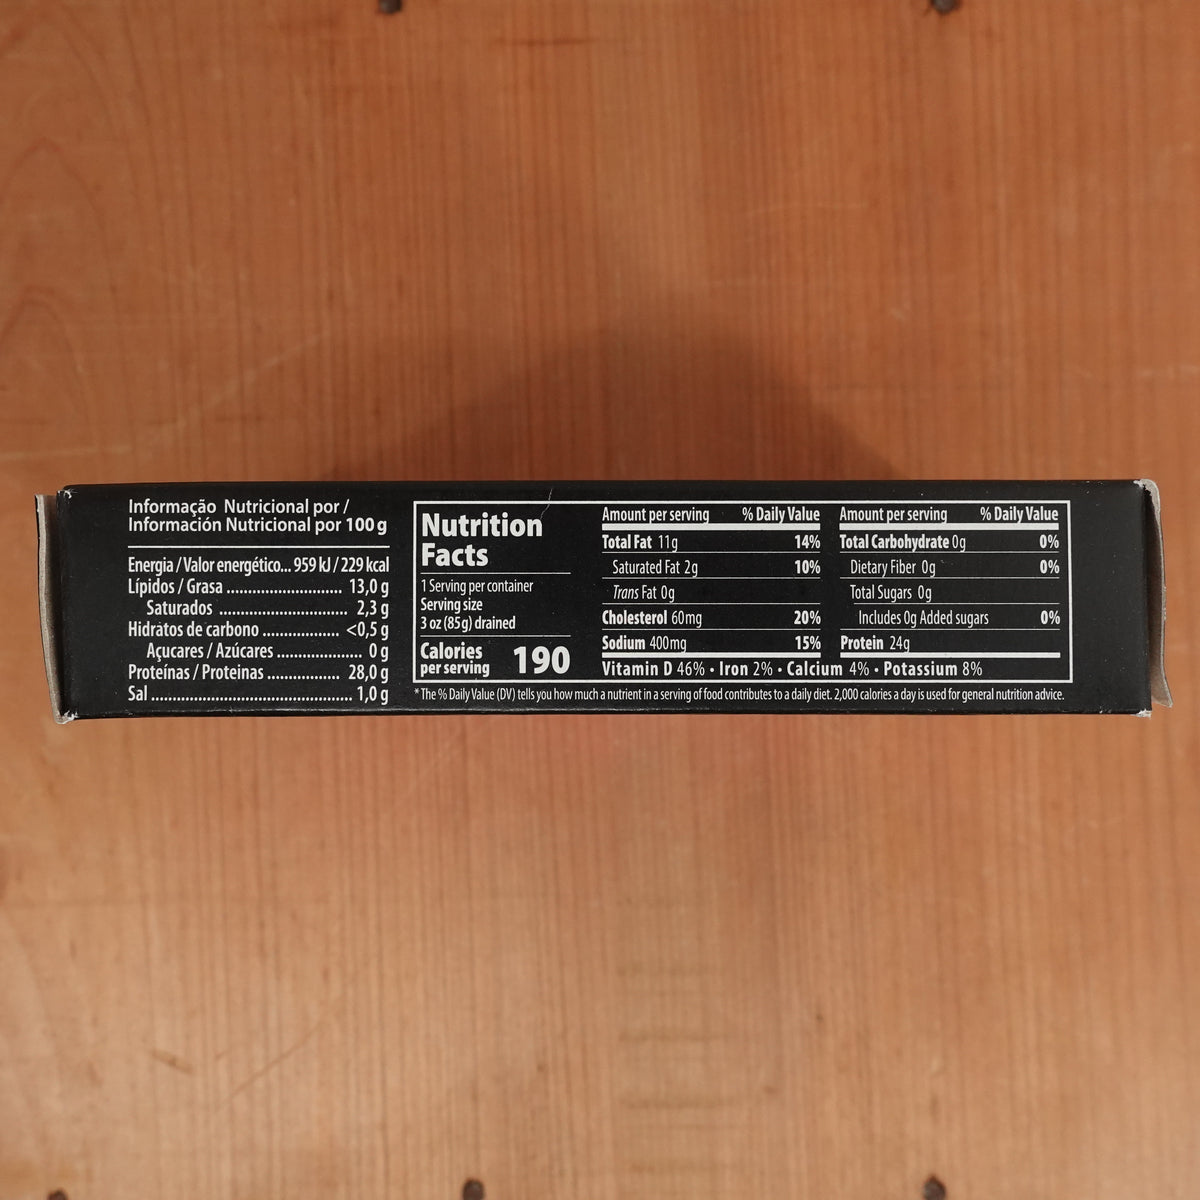 Informação Nutricional por /
Información Nutricional por 100 g
Energia / Valor energético... 959 kJ / 229 kcal
Lípidos / Grasa ............................. 13,0 g
Saturados ................................ 2,3 g
Hidratos de carbono ................... <0,5 g
Açucares / Azúcares ..................... 0 g
Proteínas / Proteinas .................. 28,0 g
Sal .................................................. 1,0 g
Nutrition
Facts
1 Serving per container
Serving size
3 oz (85g) drained
Calories
per serving 190
Amount per serving % Daily Value
Total Fat 11g 14%
Saturated Fat 2g 10%
Trans Fat 0g
Cholesterol 60mg 20%
Sodium 400mg 15%
Amount per serving % Daily Value
Total Carbohydrate 0g 0%
Dietary Fiber 0g 0%
Total Sugars 0g
Includes 0g Added sugars 0%
Protein 24g
Vitamin D 46% • Iron 2% • Calcium 4% • Potassium 8%
* The % Daily Value (DV) tells you how much a nutrient in a serving of food contributes to a daily diet. 2,000 calories a day is used for general nutrition advice.